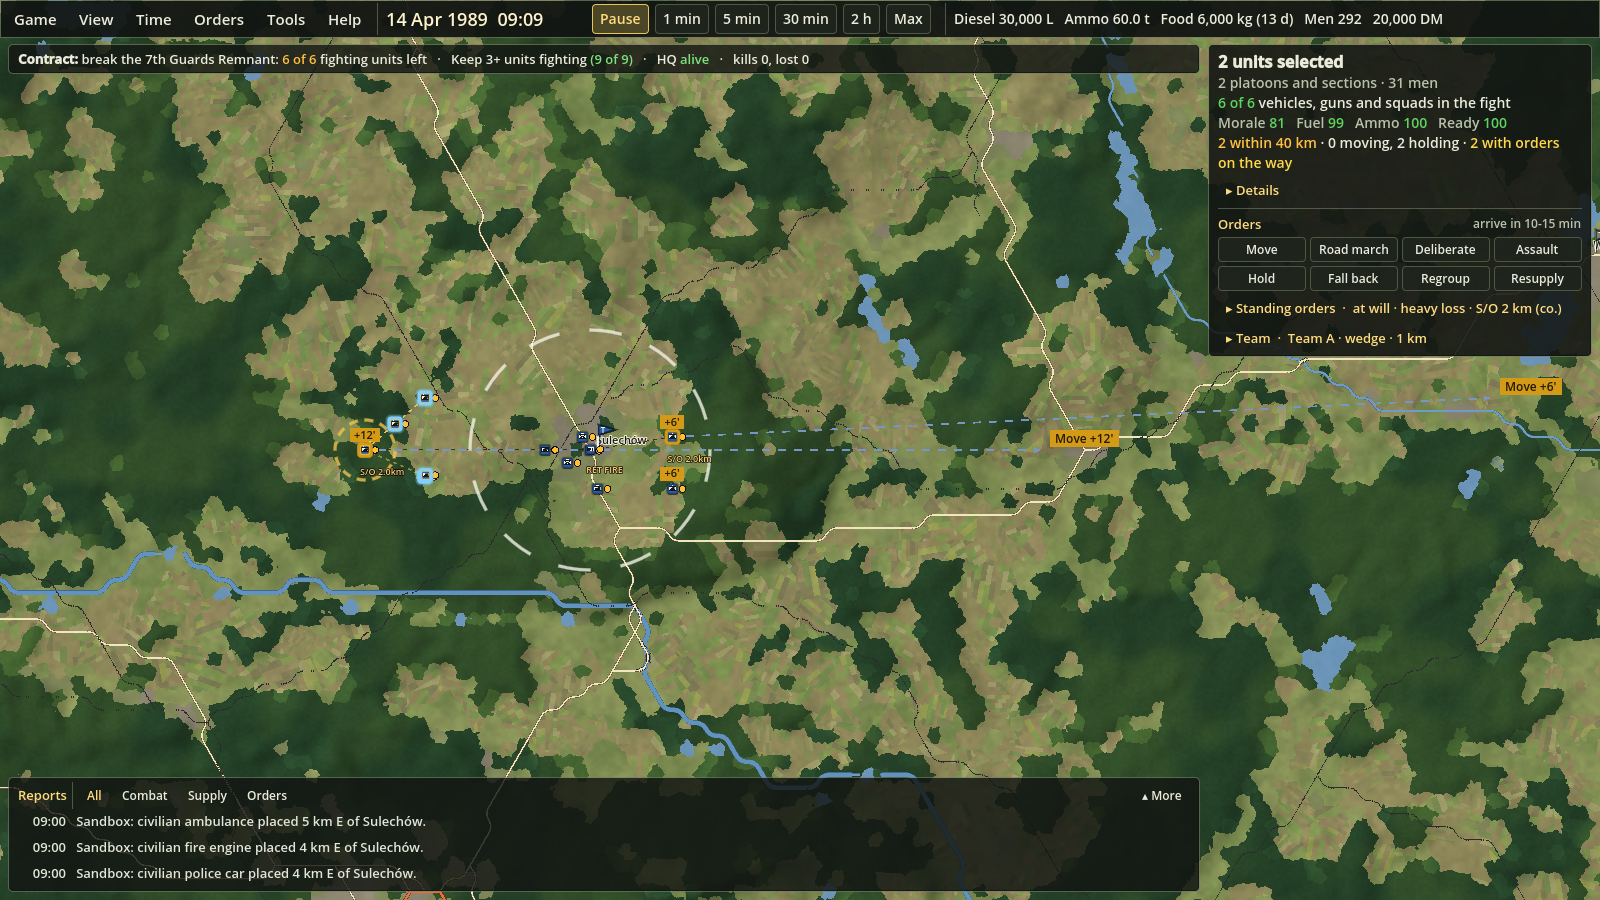 Game View Time Orders Tools Help 14 Apr 1989 09:09 Pause 1 min 5 min 30 min 2 h Max Diesel 30,000 L Ammo 60.0 t Food 6,000 kg (13 d) Men 292 20,000 DM
Contract: break the 7th Guards Remnant: 6 of 6 fighting units left · Keep 3+ units fighting (9 of 9) · HQ alive · kills 0, lost 0
2 units selected
2 platoons and sections · 31 men
6 of 6 vehicles, guns and squads in the fight
Morale 81 Fuel 99 Ammo 100 Ready 100
2 within 40 km · 0 moving, 2 holding · 2 with orders
on the way
▸ Details
Orders arrive in 10-15 min
Move Road march Deliberate Assault
Hold Fall back Regroup Resupply
▸ Standing orders · at will · heavy loss · S/O 2 km (co.)
▸ Team · Team A · wedge · 1 km
Move +6'
+6'
+12'
Move +12'
Sulechów
S/O 2.0km
RET FIRE
S/O 2.0km
+6'
Reports All Combat Supply Orders ▴ More
09:00 Sandbox: civilian ambulance placed 5 km E of Sulechów.
09:00 Sandbox: civilian fire engine placed 4 km E of Sulechów.
09:00 Sandbox: civilian police car placed 4 km E of Sulechów.